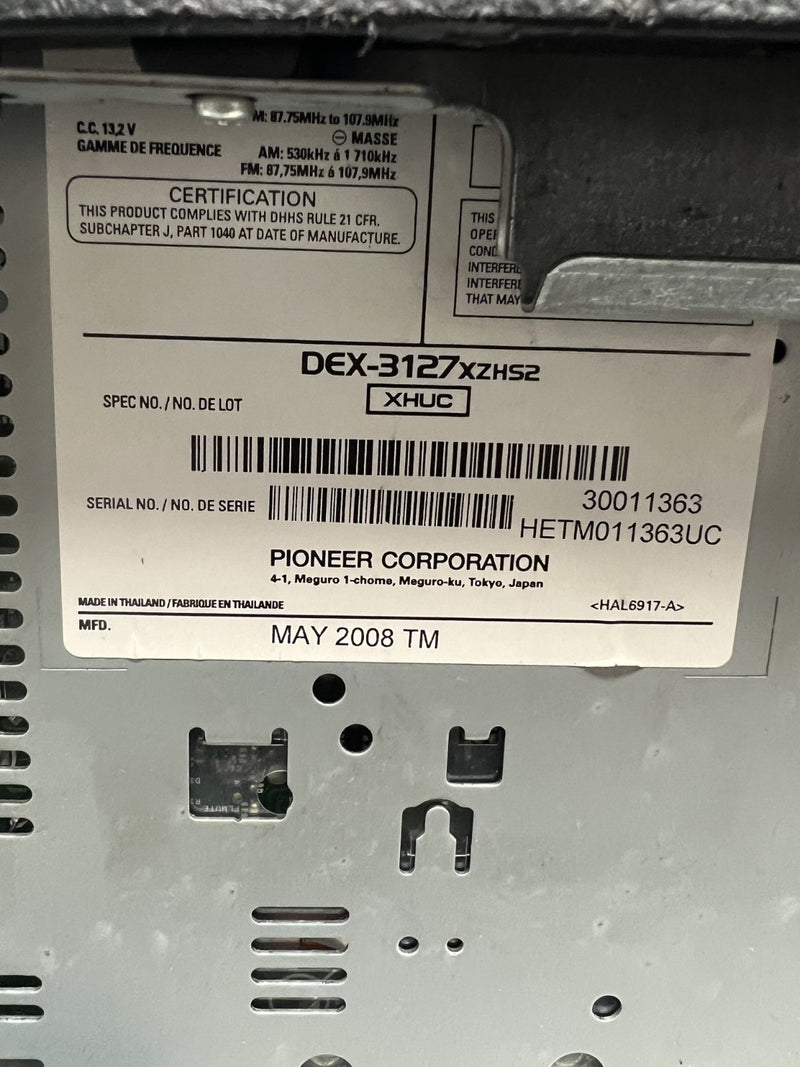 M: 87.75MHz to 107.9MHz
C.C. 13,2 V
⊖ MASSE
GAMME DE FREQUENCE
AM: 530kHz á 1 710kHz
FM: 87,75MHz á 107,9MHz
CERTIFICATION
THIS PRODUCT COMPLIES WITH DHHS RULE 21 CFR.
SUBCHAPTER J, PART 1040 AT DATE OF MANUFACTURE.
THIS
OPE
COND
INTERFERE
INTERFERE
THAT MAY
DEX-3127XZHS2
SPEC NO. / NO. DE LOT
XHUC
30011363
SERIAL NO. / NO. DE SERIE
HETM011363UC
PIONEER CORPORATION
4-1, Meguro 1-chome, Meguro-ku, Tokyo, Japan
MADE IN THAILAND / FABRIQUE EN THAILANDE
<HAL6917-A>
MFD.
MAY 2008 TM